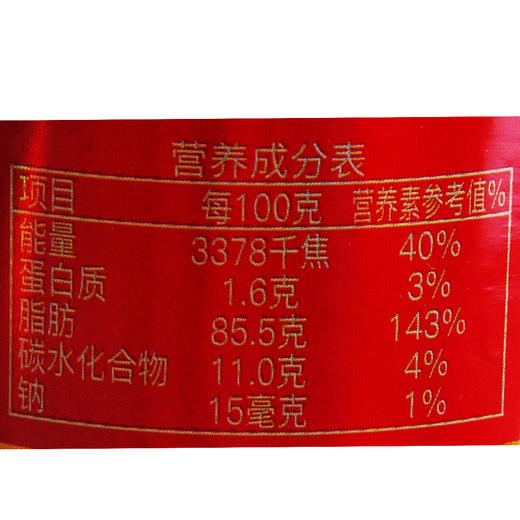 营养成分表
项目 每100克 营养素参考值%
能量 3378千焦 40%
蛋白质 1.6克 3%
脂肪 85.5克 143%
碳水化合物 11.0克 4%
钠 15毫克 1%